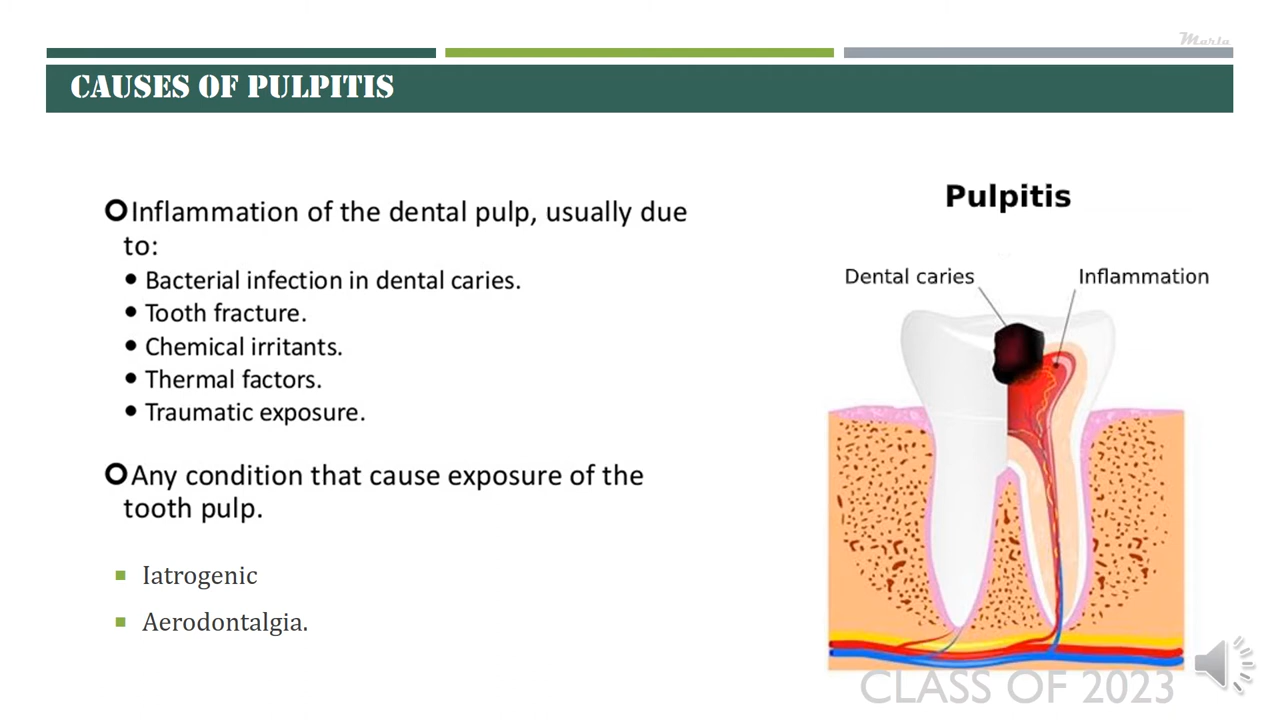 Marla
CAUSES OF PULPITIS
Inflammation of the dental pulp, usually due
to:
• Bacterial infection in dental caries.
• Tooth fracture.
• Chemical irritants.
• Thermal factors.
• Traumatic exposure.
Any condition that cause exposure of the
tooth pulp.
▪ Iatrogenic
▪ Aerodontalgia.
Pulpitis
Dental caries
Inflammation
CLASS OF 2023